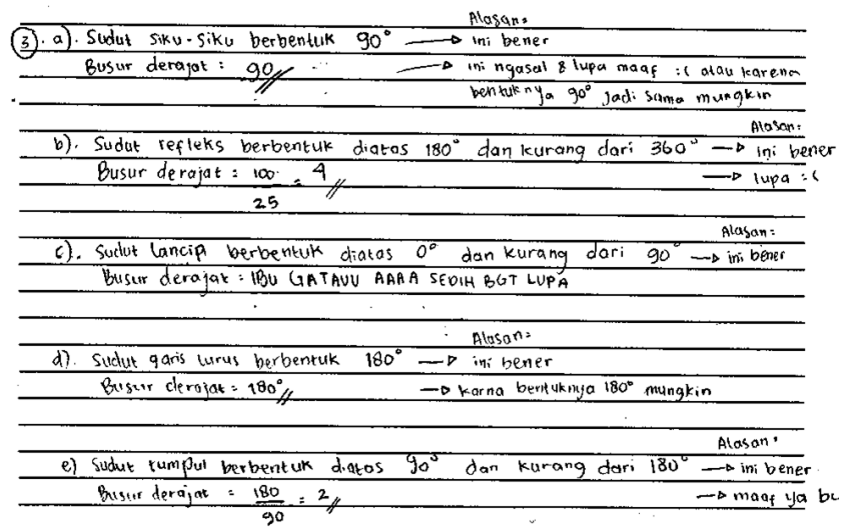 Alasan:
3). a). Sudut siku-siku berbentuk 90° → ini bener
Busur derajat : 90 → ini ngasal & lupa maaf :( atau karena
bentuknya 90° jadi sama mungkin
Alasan:
b). Sudut refleks berbentuk diatas 180° dan kurang dari 360° → ini bener
Busur derajat : 100 = 4 → lupa :(
25
Alasan:
c). Sudut lancip berbentuk diatas 0° dan kurang dari 90° → ini bener
Busur derajat : IBU GATAUU AAAA SEDIH BGT LUPA
Alasan:
d). Sudut garis lurus berbentuk 180° → ini bener
Busur derajat = 180° → karna bentuknya 180° mungkin
Alasan:
e) Sudut tumpul berbentuk diatas 90° dan kurang dari 180° → ini bener
Busur derajat = 180 = 2 → maaf ya bu
90